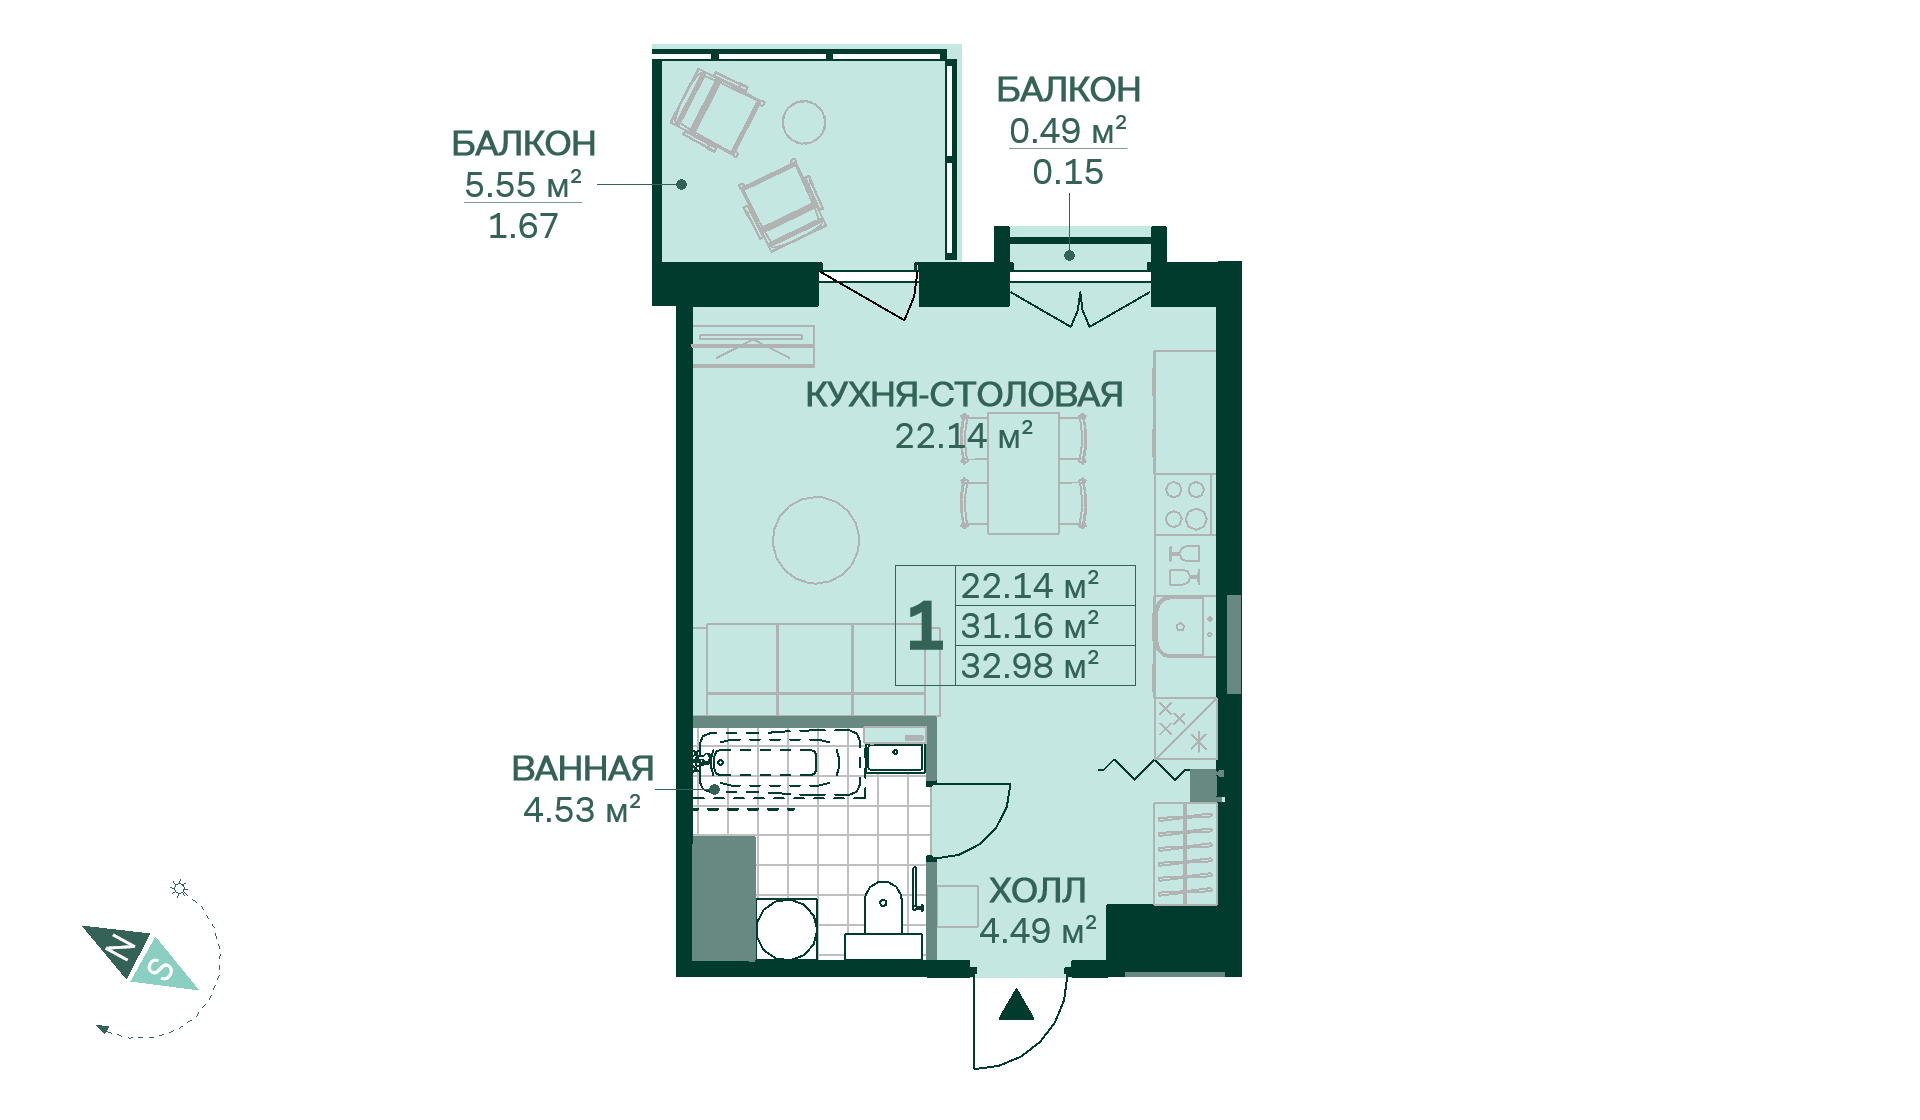 БАЛКОН
0.49 м²
0.15
БАЛКОН
5.55 м²
1.67
КУХНЯ-СТОЛОВАЯ
22.14 м²
1
22.14 м²
31.16 м²
32.98 м²
ВАННАЯ
4.53 м²
ХОЛЛ
4.49 м²
N
S